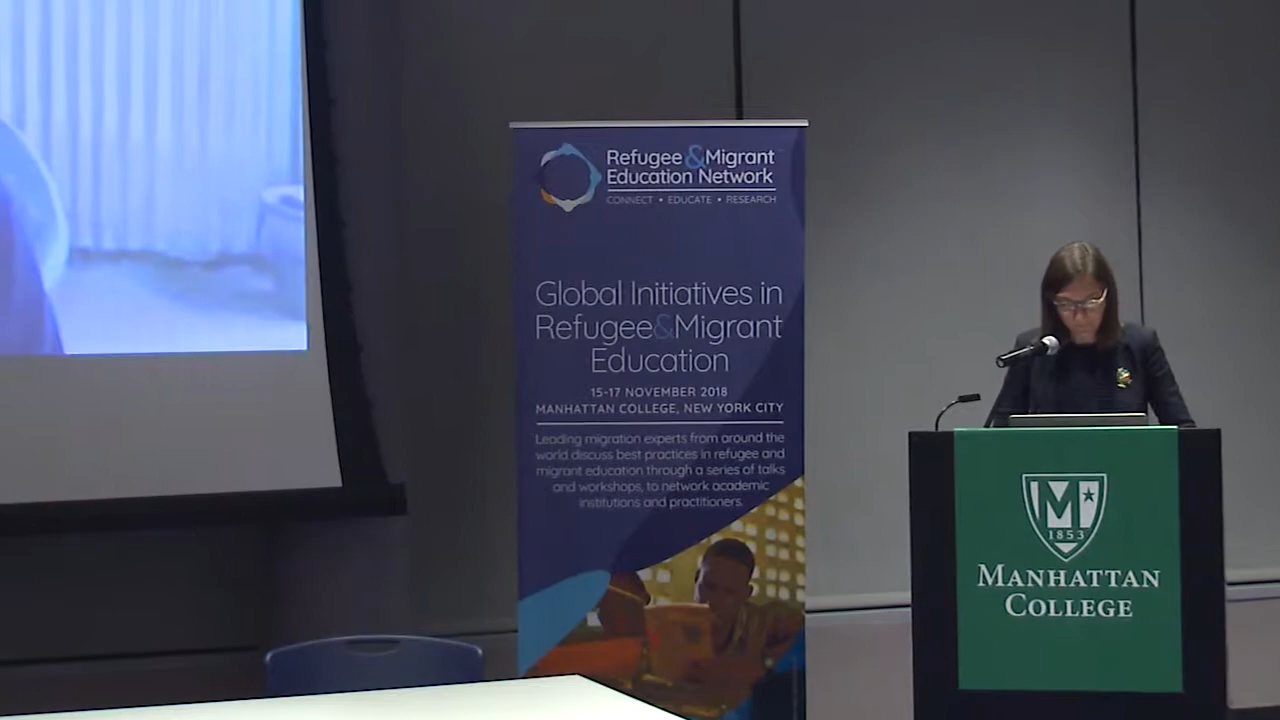 Refugee & Migrant
Education Network
CONNECT • EDUCATE • RESEARCH
Global Initiatives in
Refugee & Migrant
Education
15-17 NOVEMBER 2018
MANHATTAN COLLEGE, NEW YORK CITY
Leading migration experts from around the
world discuss best practices in refugee and
migrant education through a series of talks
and workshops, to network academic
institutions and practitioners.
M
1853
MANHATTAN
COLLEGE